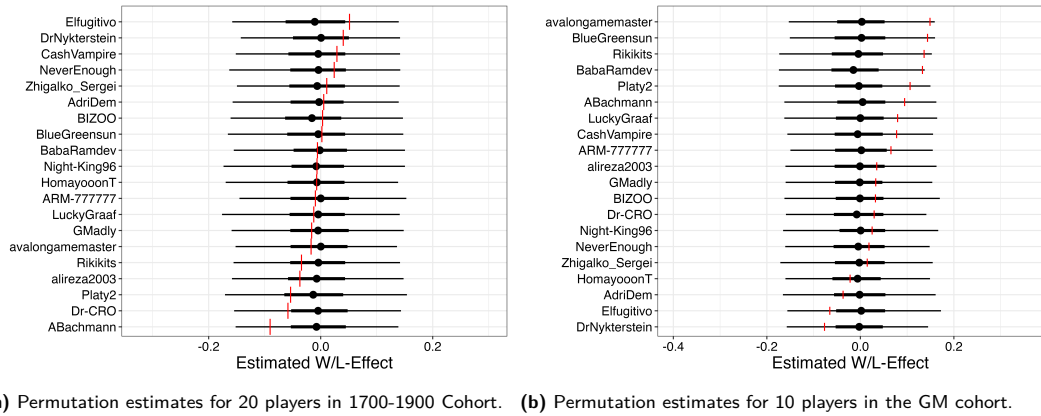 Elfugitivo
DrNykterstein
CashVampire
NeverEnough
Zhigalko_Sergei
AdriDem
BIZOO
BlueGreensun
BabaRamdev
Night-King96
HomayooonT
ARM-777777
LuckyGraaf
GMadly
avalongamemaster
Rikikits
alireza2003
Platy2
Dr-CRO
ABachmann
-0.2 0.0 0.2
Estimated W/L-Effect
) Permutation estimates for 20 players in 1700-1900 Cohort.
avalongamemaster
BlueGreensun
Rikikits
BabaRamdev
Platy2
ABachmann
LuckyGraaf
CashVampire
ARM-777777
alireza2003
GMadly
BIZOO
Dr-CRO
Night-King96
NeverEnough
Zhigalko_Sergei
HomayooonT
AdriDem
Elfugitivo
DrNykterstein
-0.4 -0.2 0.0 0.2
Estimated W/L-Effect
(b) Permutation estimates for 10 players in the GM cohort.